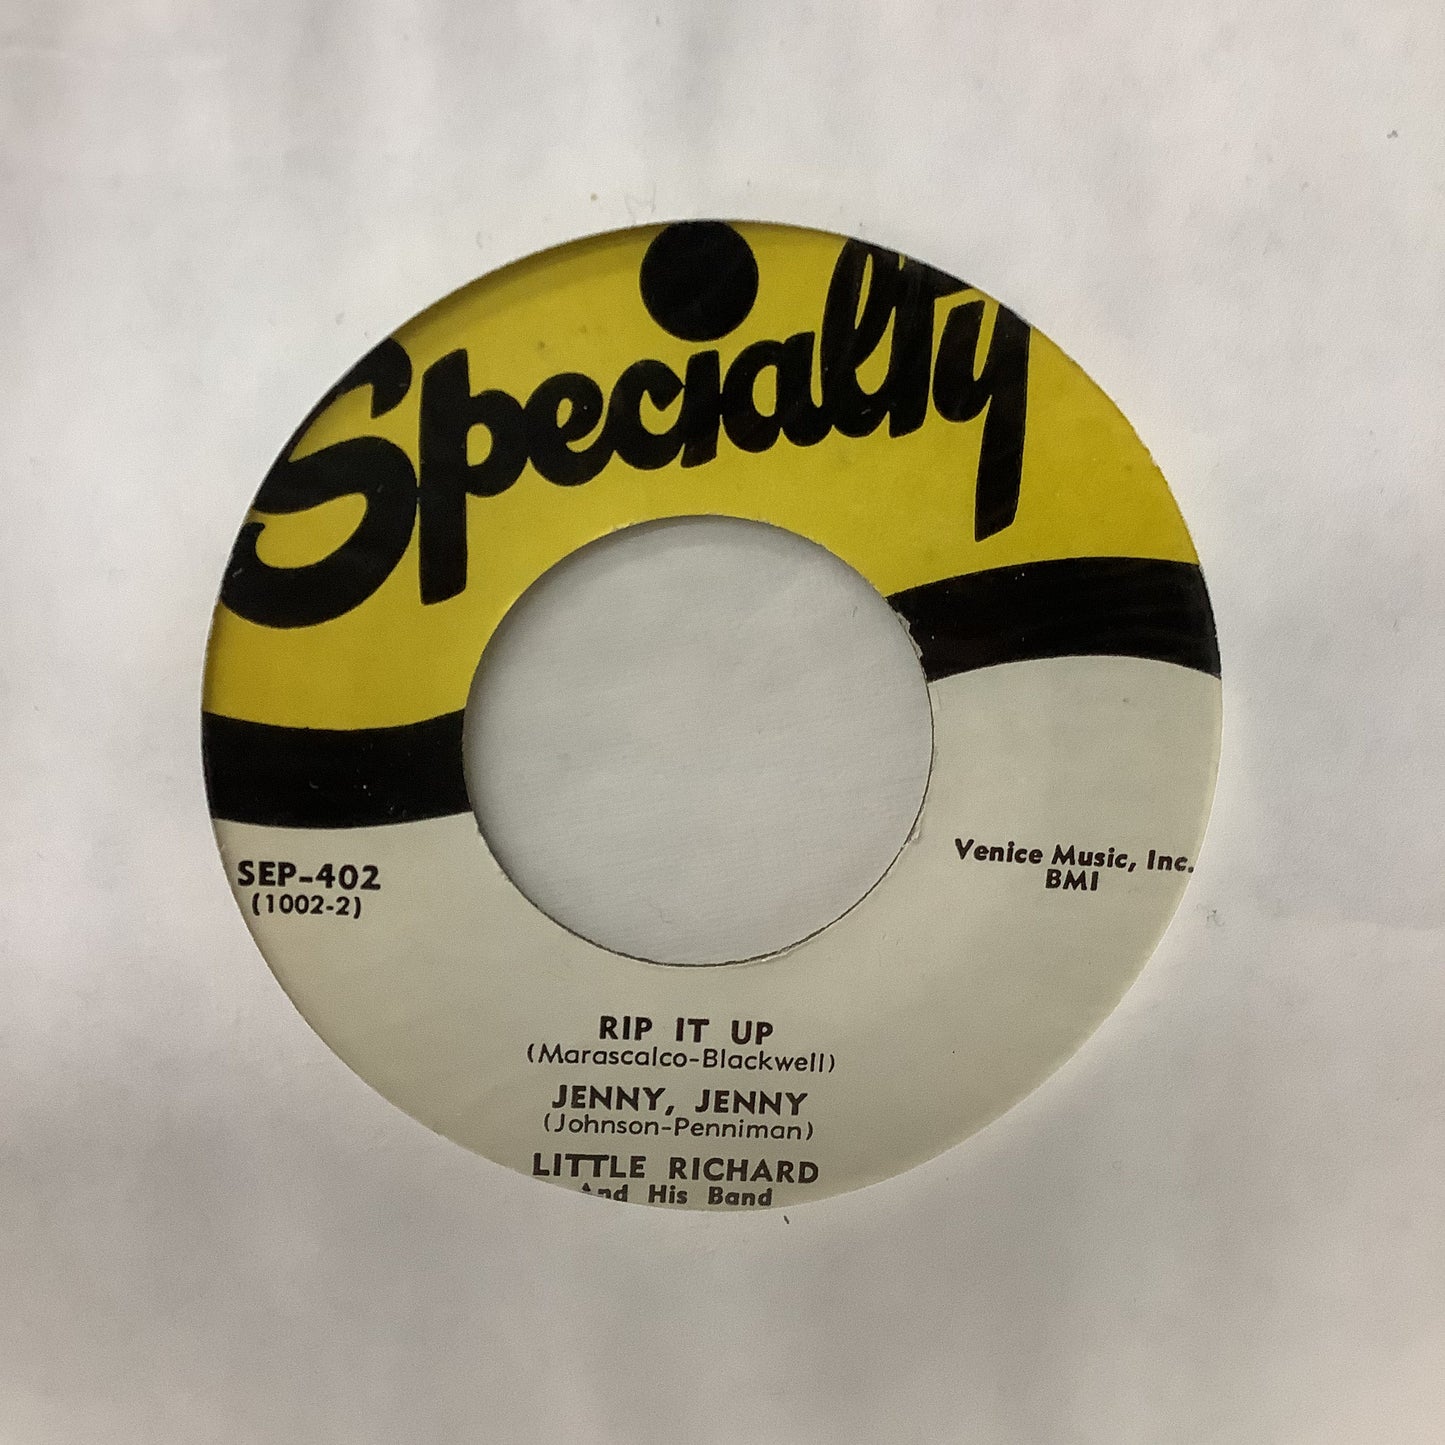 Specialty
SEP-402
(1002-2)
Venice Music, Inc.
BMI
RIP IT UP
(Marascalco-Blackwell)
JENNY, JENNY
(Johnson-Penniman)
LITTLE RICHARD
And His Band